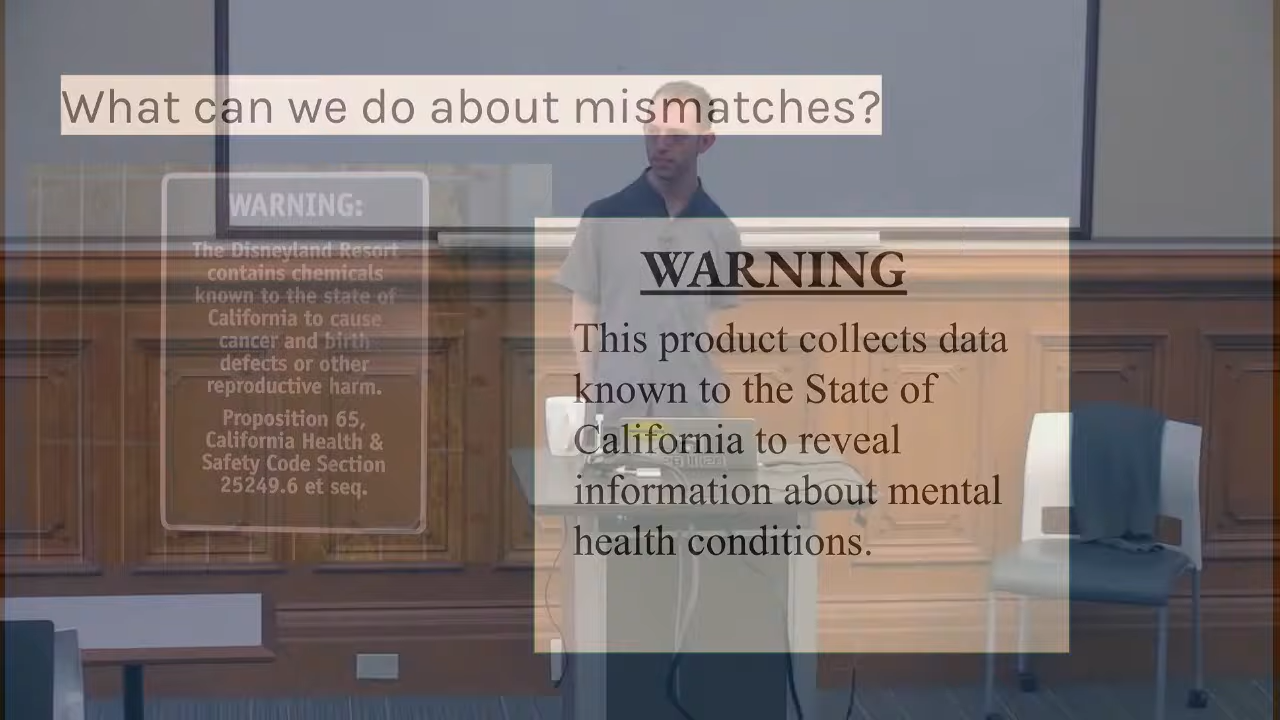 What can we do about mismatches?
WARNING:
The Disneyland Resort
contains chemicals
known to the state of
California to cause
cancer and birth
defects or other
reproductive harm.
Proposition 65,
California Health &
Safety Code Section
25249.6 et seq.
WARNING
This product collects data
known to the State of
California to reveal
information about mental
health conditions.